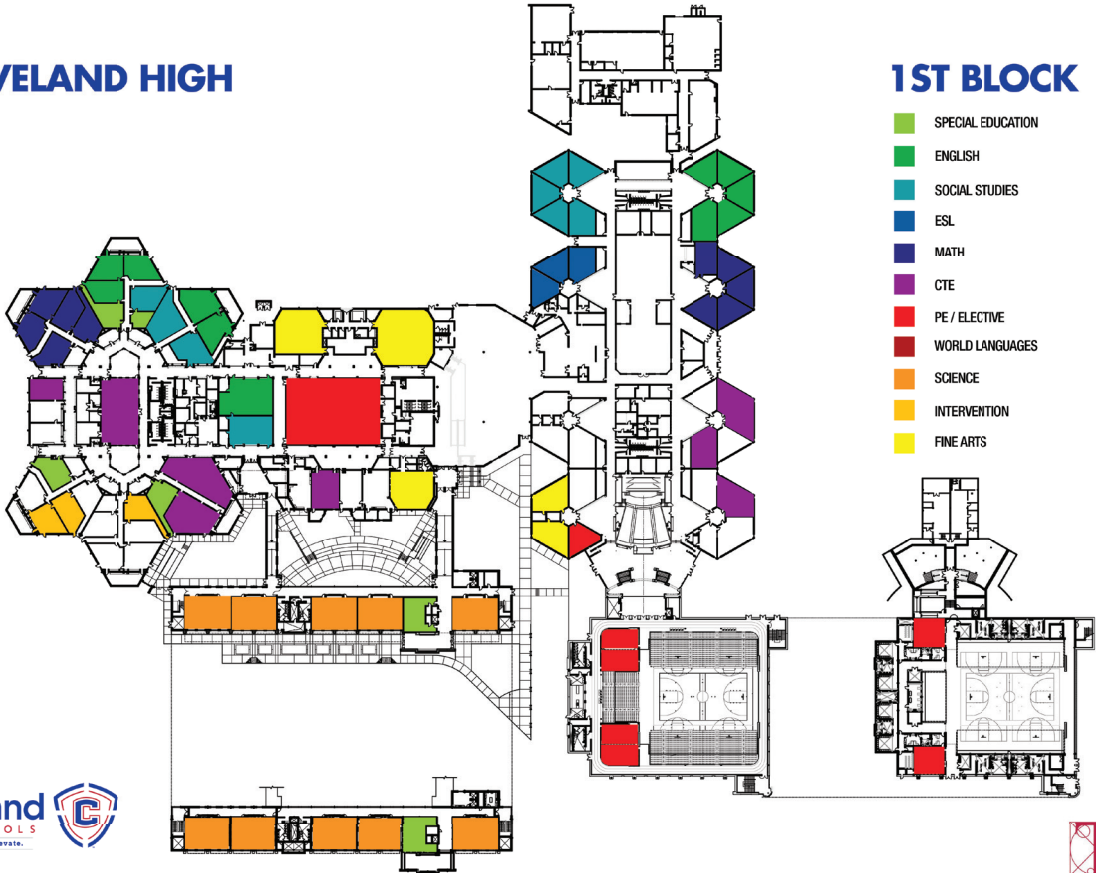 VELAND HIGH
1ST BLOCK
SPECIAL EDUCATION
ENGLISH
SOCIAL STUDIES
ESL
MATH
CTE
PE / ELECTIVE
WORLD LANGUAGES
SCIENCE
INTERVENTION
FINE ARTS
and
OOLS
evate.
C